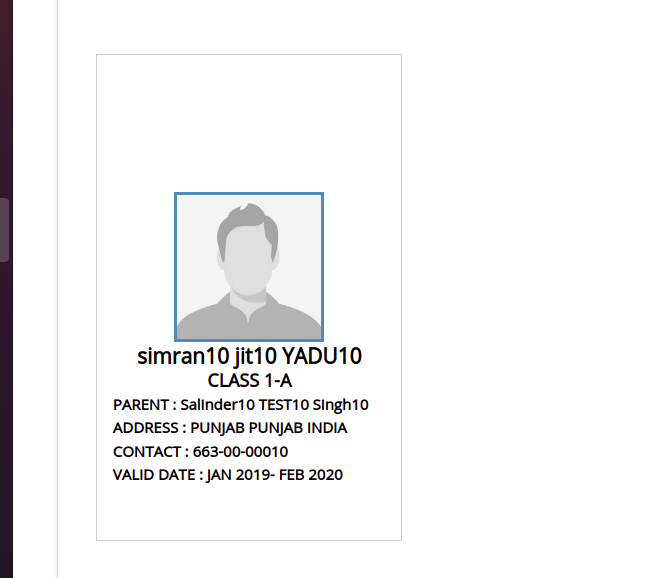 simran10 jit10 YADU10
CLASS 1-A
PARENT : SalInder10 TEST10 SIngh10
ADDRESS : PUNJAB PUNJAB INDIA
CONTACT : 663-00-00010
VALID DATE : JAN 2019- FEB 2020